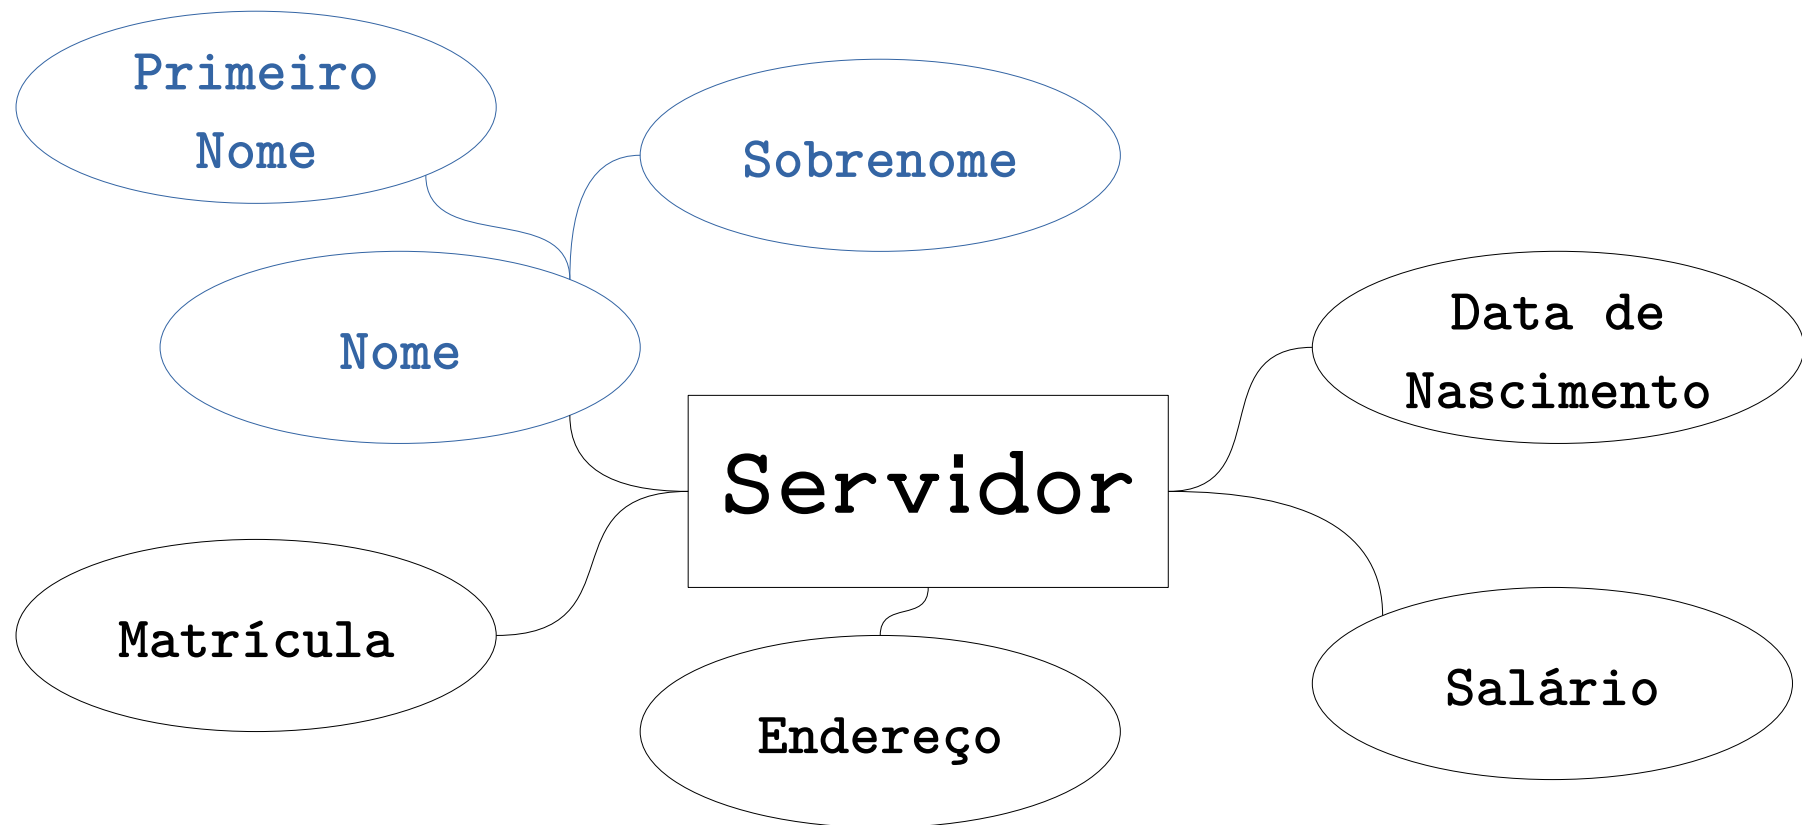 Primeiro
Nome
Sobrenome
Nome
Data de
Nascimento
Servidor
Matrícula
Endereço
Salário